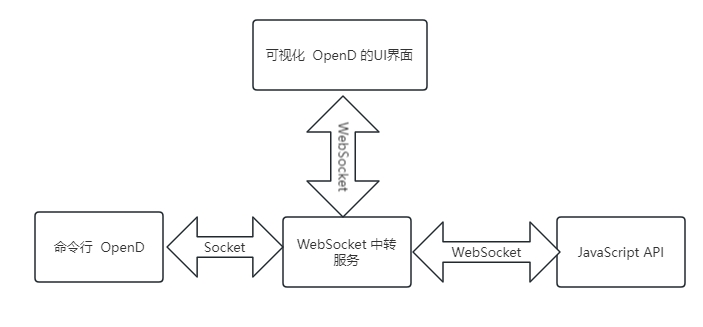 可视化 OpenD 的UI界面
WebSocket
命令行 OpenD
Socket
WebSocket 中转
服务
WebSocket
JavaScript API